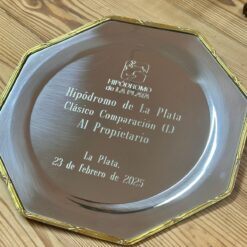 HIPÓDROMO
de LA PLATA
Hipódromo de La Plata
Clásico Comparación (L)
Al Propietario
La Plata,
23 de febrero de 2025